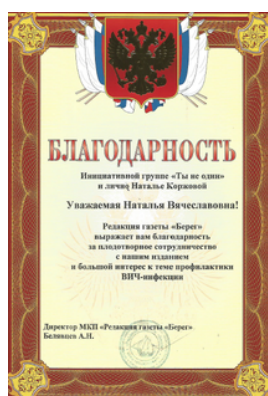 БЛАГОДАРНОСТЬ
Инициативной группе «Ты не один»
и лично Наталье Коржовой
Уважаемая Наталья Вячеславовна!
Редакция газеты «Берег»
выражает вам благодарность
за плодотворное сотрудничество
с нашим изданием
и большой интерес к теме профилактики
ВИЧ-инфекции
Директор МКП «Редакция газеты «Берег»
Белявцев А.Н.